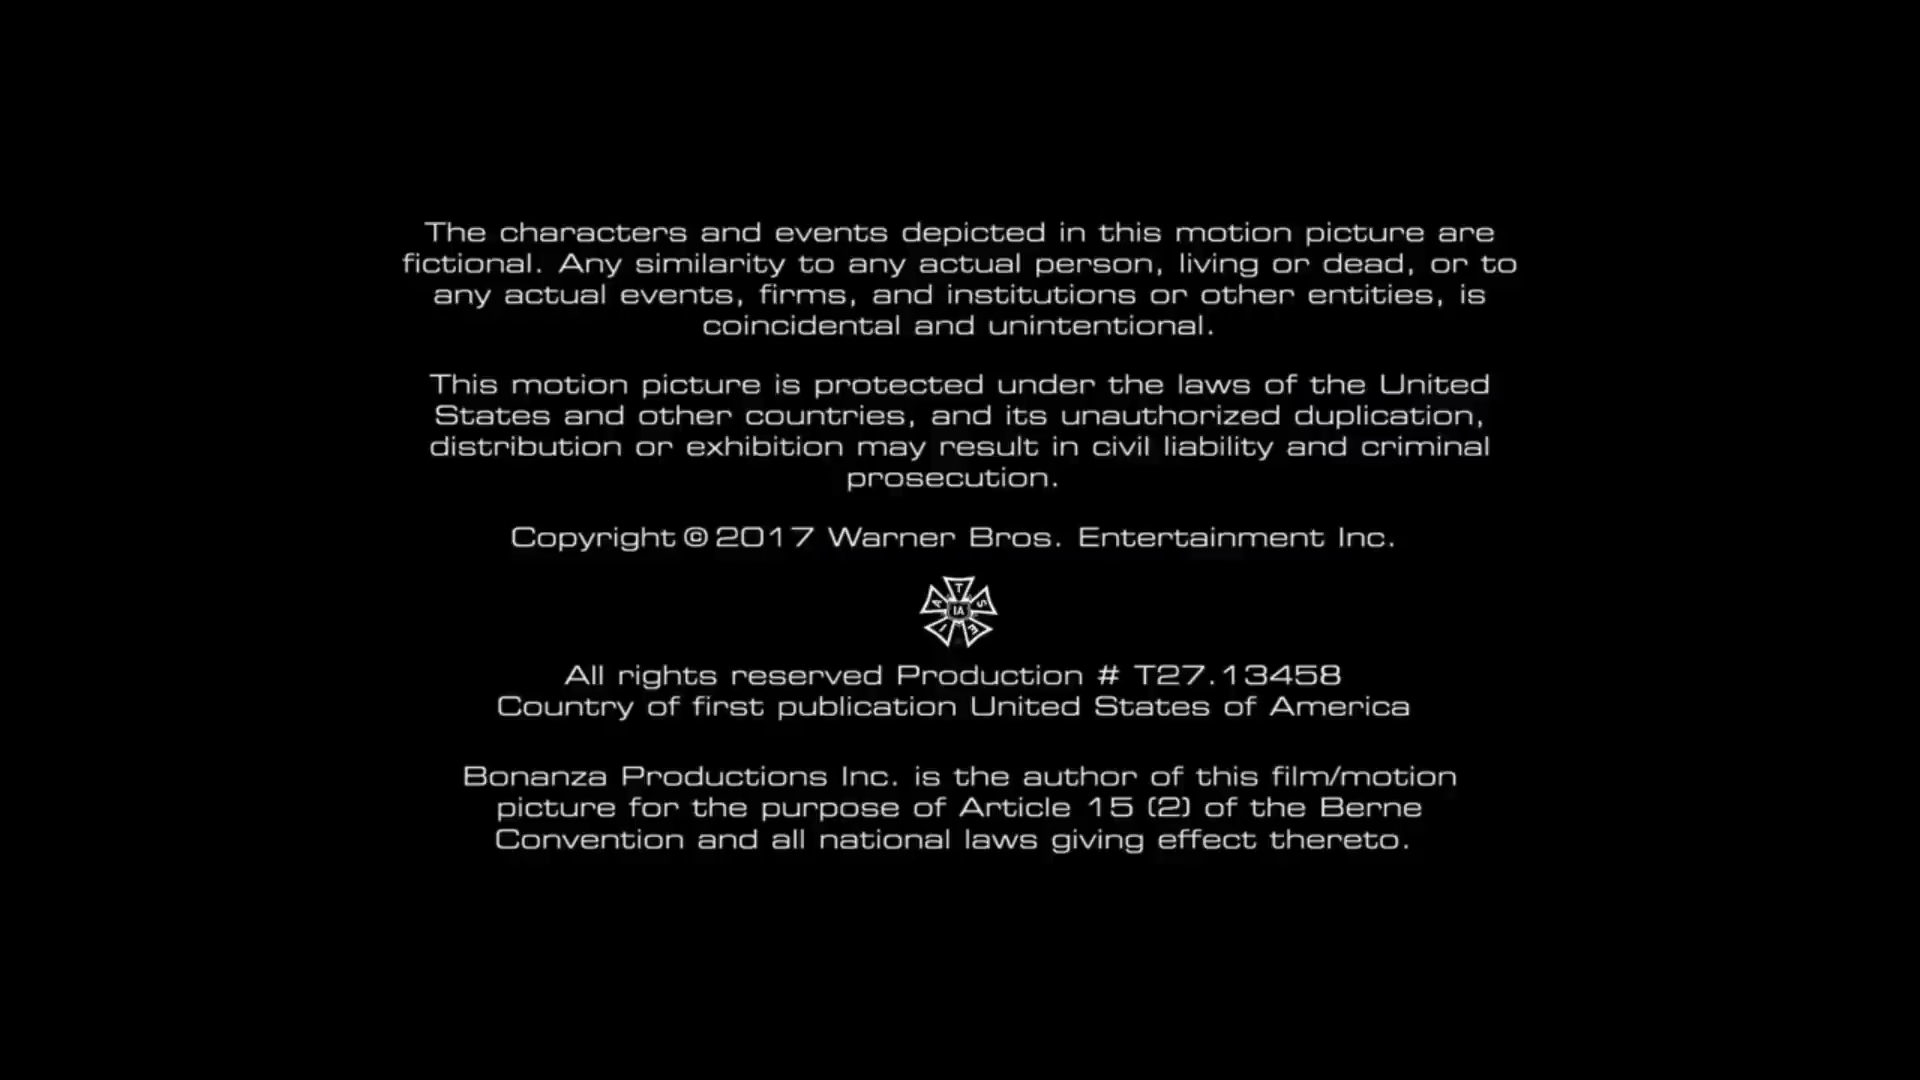 The characters and events depicted in this motion picture are
fictional. Any similarity to any actual person, living or dead, or to
any actual events, firms, and institutions or other entities, is
coincidental and unintentional.
This motion picture is protected under the laws of the United
States and other countries, and its unauthorized duplication,
distribution or exhibition may result in civil liability and criminal
prosecution.
Copyright © 2017 Warner Bros. Entertainment Inc.
I A T S E
IA
All rights reserved Production # T27.13458
Country of first publication United States of America
Bonanza Productions Inc. is the author of this film/motion
picture for the purpose of Article 15 (2) of the Berne
Convention and all national laws giving effect thereto.